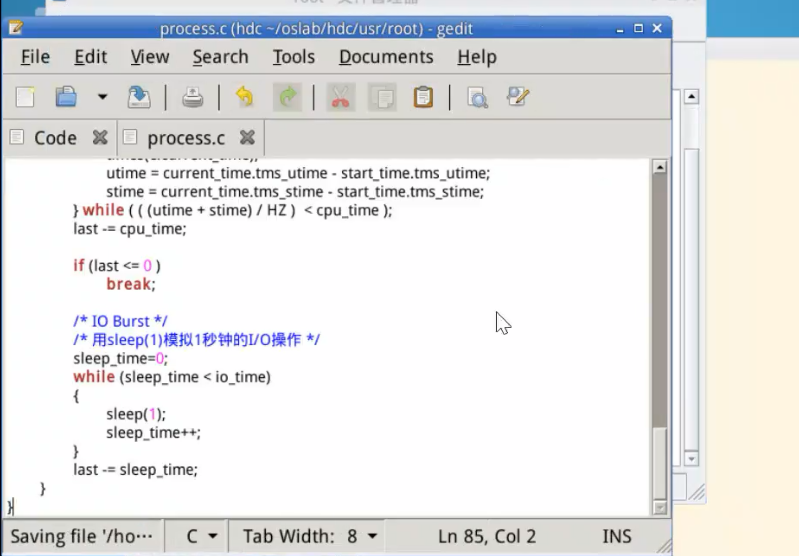 process.c (hdc ~/oslab/hdc/usr/root) - gedit
File Edit View Search Tools Documents Help
Code process.c
utime = current_time.tms_utime - start_time.tms_utime;
stime = current_time.tms_stime - start_time.tms_stime;
} while ( ( (utime + stime) / HZ )  < cpu_time );
last -= cpu_time;
if (last <= 0 )
break;
/* IO Burst */
/* 用sleep(1)模拟1秒钟的I/O操作 */
sleep_time=0;
while (sleep_time < io_time)
{
sleep(1);
sleep_time++;
}
last -= sleep_time;
}
}
Saving file '/ho··· C Tab Width: 8 Ln 85, Col 2 INS